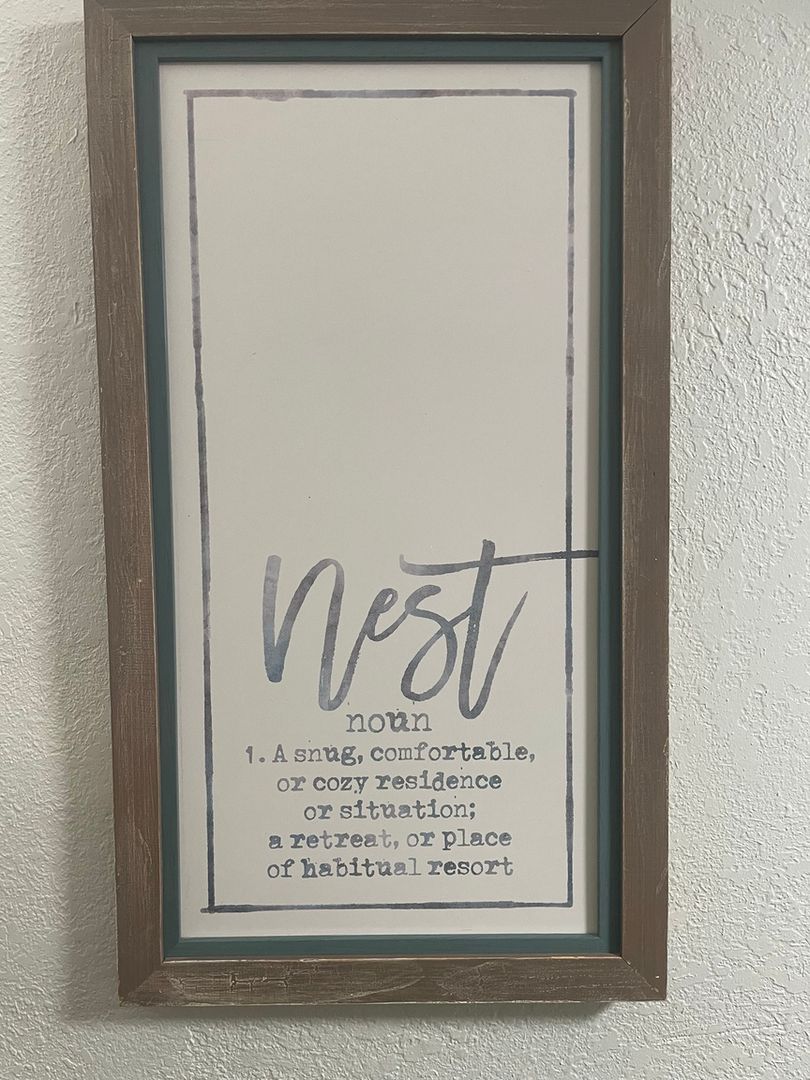 nest
noun
1. A snug, comfortable,
or cozy residence
or situation;
a retreat, or place
of habitual resort